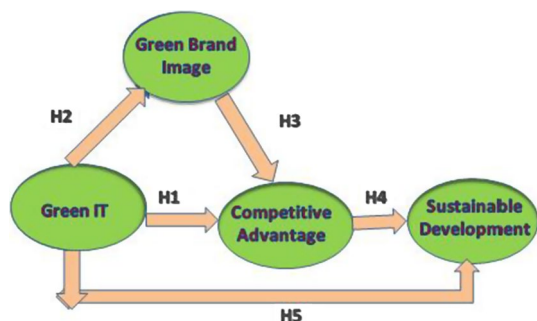 Green Brand
Image
H2
H3
Green IT
H1
Competitive
Advantage
H4
Sustainable
Development
H5